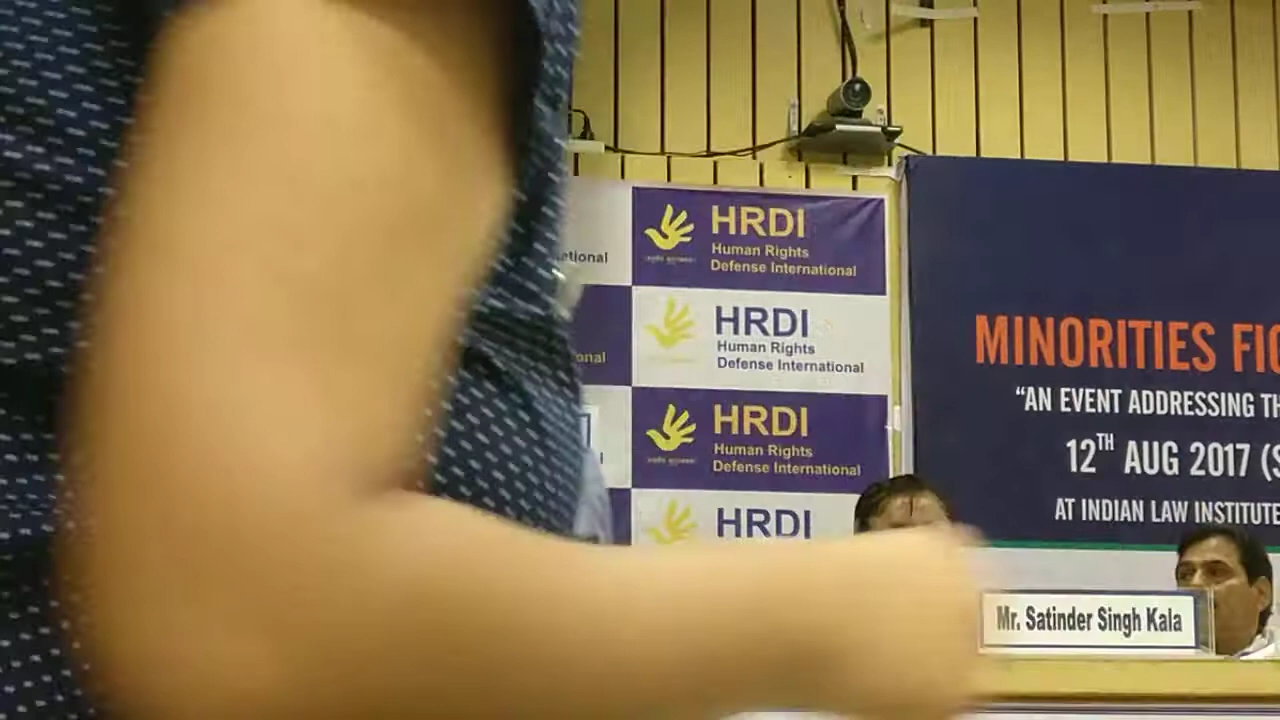 HRDI
Human Rights
Defense International
ational
HRDI
Human Rights
Defense International
onal
HRDI
Human Rights
Defense International
HRDI
MINORITIES FIG
"AN EVENT ADDRESSING TH
12TH AUG 2017 (S
AT INDIAN LAW INSTITUTE
Mr. Satinder Singh Kala